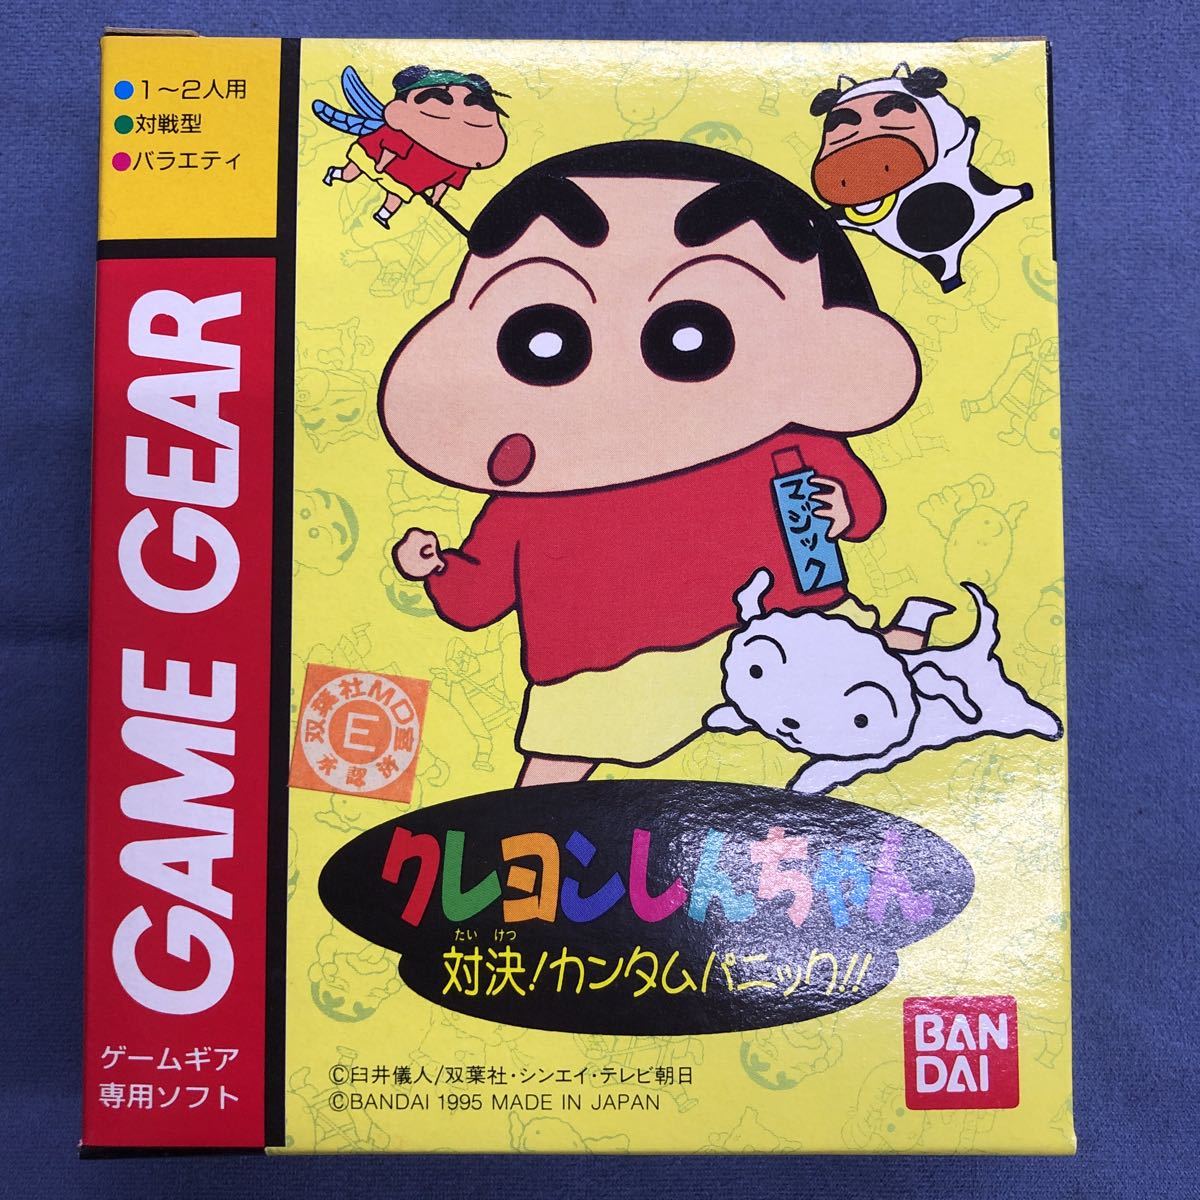 ●1〜2人用
●対戦型
●バラエティ
GAME GEAR
ゲームギア
専用ソフト
マジック
双葉社MD室
E
承認済
クレヨンしんちゃん
たい けつ
対決!カンタムパニック!!
BAN
DAI
©臼井儀人/双葉社・シンエイ・テレビ朝日
©BANDAI 1995 MADE IN JAPAN